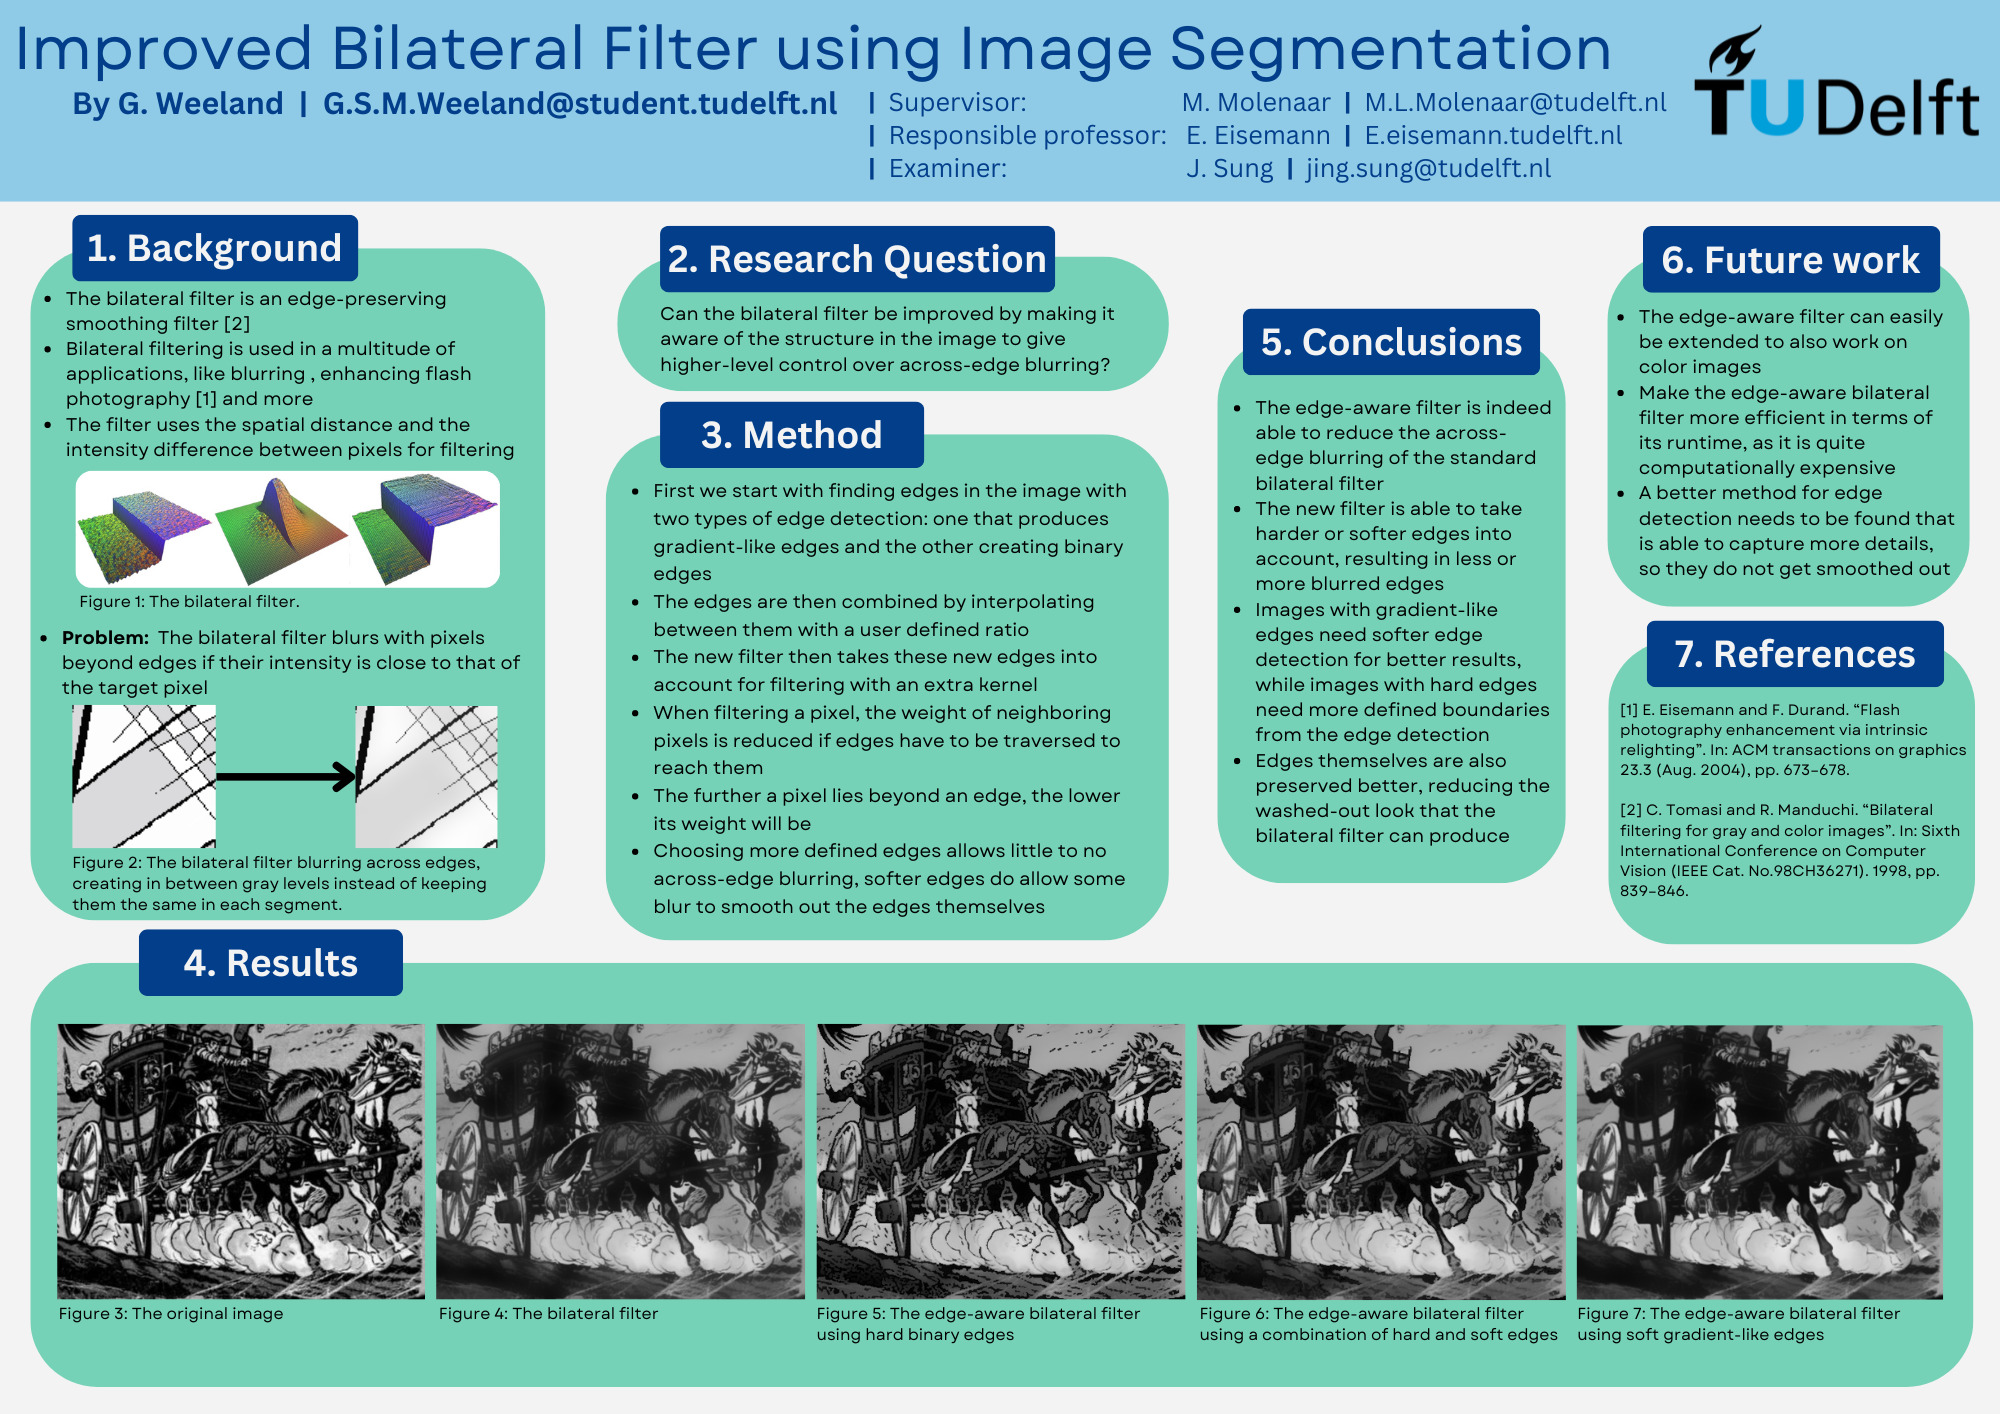 Improved Bilateral Filter using Image Segmentation
By G. Weeland | G.S.M.Weeland@student.tudelft.nl
| Supervisor: M. Molenaar | M.L.Molenaar@tudelft.nl
| Responsible professor: E. Eisemann | E.eisemann.tudelft.nl
| Examiner: J. Sung | jing.sung@tudelft.nl
TU Delft
1. Background
• The bilateral filter is an edge-preserving
smoothing filter [2]
• Bilateral filtering is used in a multitude of
applications, like blurring , enhancing flash
photography [1] and more
• The filter uses the spatial distance and the
intensity difference between pixels for filtering
Figure 1: The bilateral filter.
• Problem: The bilateral filter blurs with pixels
beyond edges if their intensity is close to that of
the target pixel
Figure 2: The bilateral filter blurring across edges,
creating in between gray levels instead of keeping
them the same in each segment.
2. Research Question
Can the bilateral filter be improved by making it
aware of the structure in the image to give
higher-level control over across-edge blurring?
3. Method
• First we start with finding edges in the image with
two types of edge detection: one that produces
gradient-like edges and the other creating binary
edges
• The edges are then combined by interpolating
between them with a user defined ratio
• The new filter then takes these new edges into
account for filtering with an extra kernel
• When filtering a pixel, the weight of neighboring
pixels is reduced if edges have to be traversed to
reach them
• The further a pixel lies beyond an edge, the lower
its weight will be
• Choosing more defined edges allows little to no
across-edge blurring, softer edges do allow some
blur to smooth out the edges themselves
4. Results
Figure 3: The original image
Figure 4: The bilateral filter
Figure 5: The edge-aware bilateral filter
using hard binary edges
Figure 6: The edge-aware bilateral filter
using a combination of hard and soft edges
Figure 7: The edge-aware bilateral filter
using soft gradient-like edges
5. Conclusions
• The edge-aware filter is indeed
able to reduce the across-
edge blurring of the standard
bilateral filter
• The new filter is able to take
harder or softer edges into
account, resulting in less or
more blurred edges
• Images with gradient-like
edges need softer edge
detection for better results,
while images with hard edges
need more defined boundaries
from the edge detection
• Edges themselves are also
preserved better, reducing the
washed-out look that the
bilateral filter can produce
6. Future work
• The edge-aware filter can easily
be extended to also work on
color images
• Make the edge-aware bilateral
filter more efficient in terms of
its runtime, as it is quite
computationally expensive
• A better method for edge
detection needs to be found that
is able to capture more details,
so they do not get smoothed out
7. References
[1] E. Eisemann and F. Durand. “Flash
photography enhancement via intrinsic
relighting”. In: ACM transactions on graphics
23.3 (Aug. 2004), pp. 673–678.
[2] C. Tomasi and R. Manduchi. “Bilateral
filtering for gray and color images”. In: Sixth
International Conference on Computer
Vision (IEEE Cat. No.98CH36271). 1998, pp.
839–846.